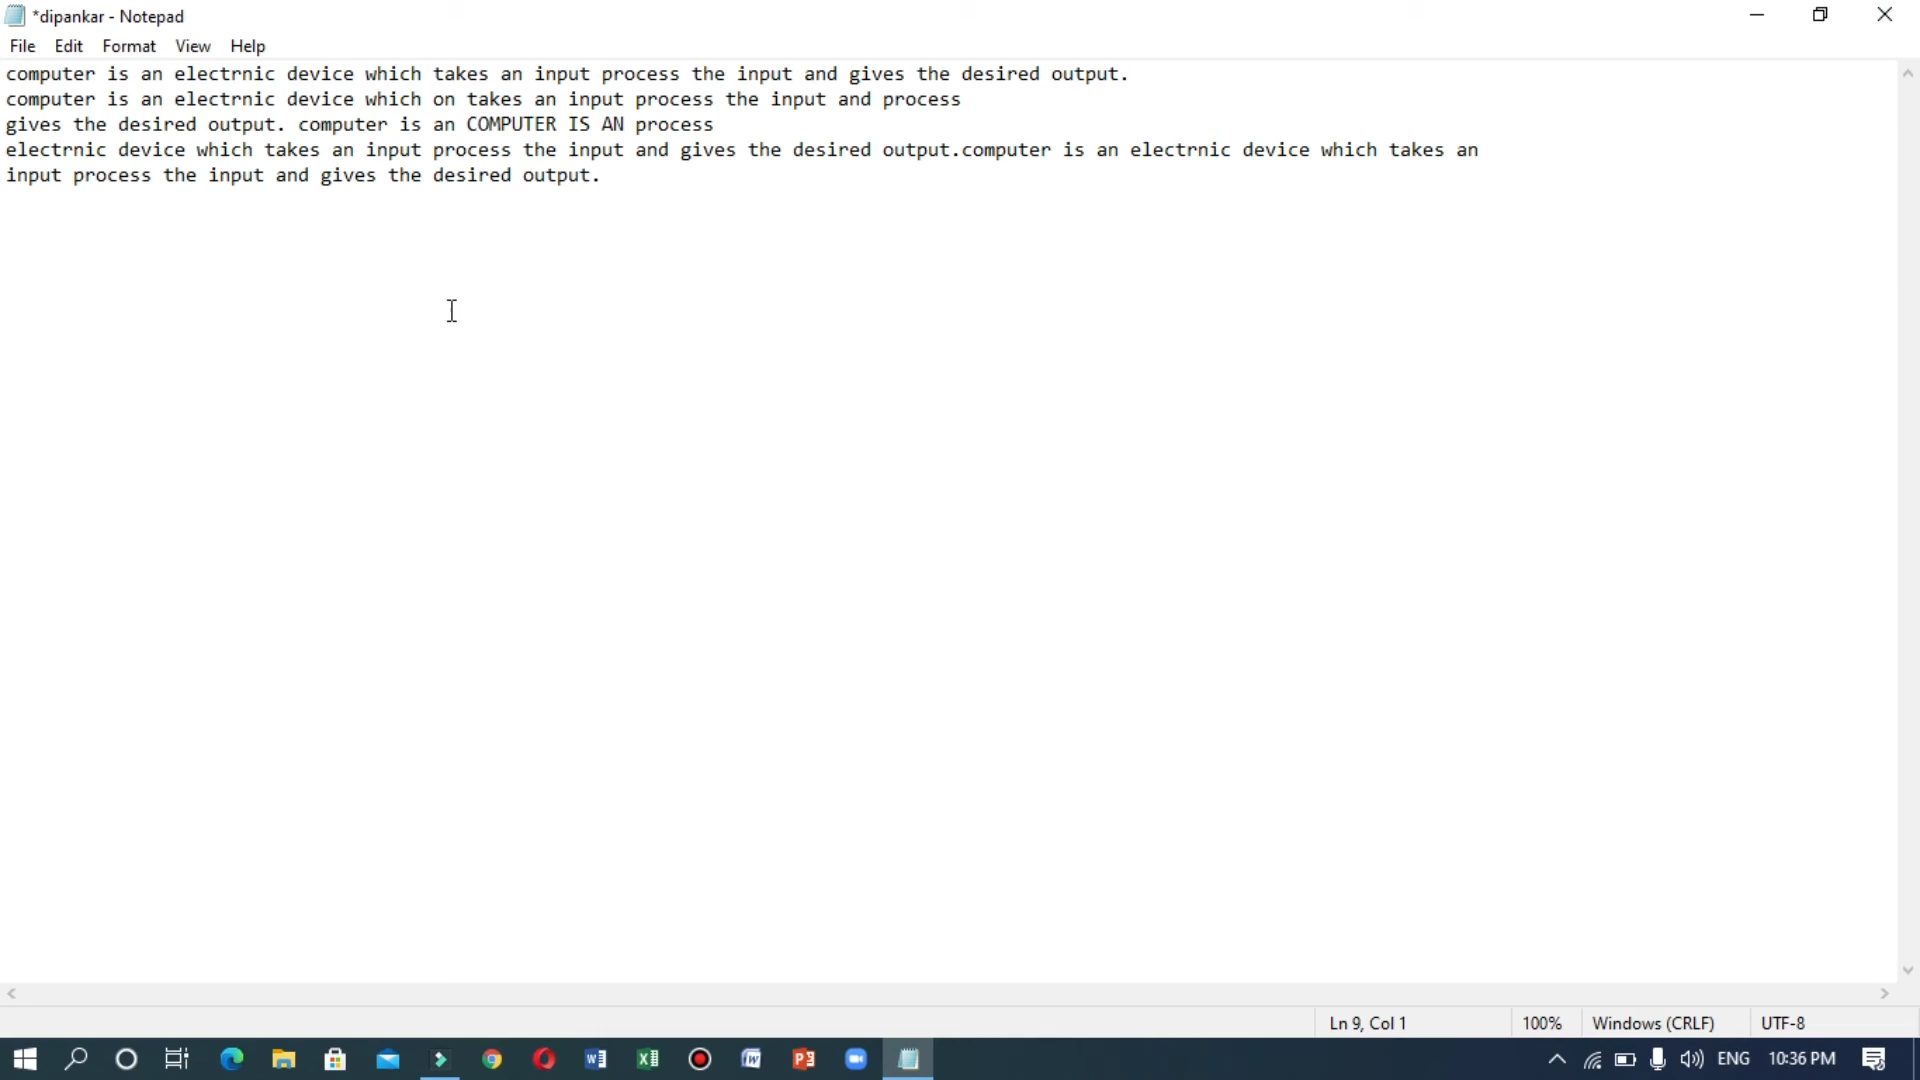 *dipankar - Notepad
File Edit Format View Help
computer is an electrnic device which takes an input process the input and gives the desired output.
computer is an electrnic device which on takes an input process the input and process
gives the desired output. computer is an COMPUTER IS AN process
electrnic device which takes an input process the input and gives the desired output.computer is an electrnic device which takes an
input process the input and gives the desired output.
Ln 9, Col 1 100% Windows (CRLF) UTF-8
ENG 10:36 PM